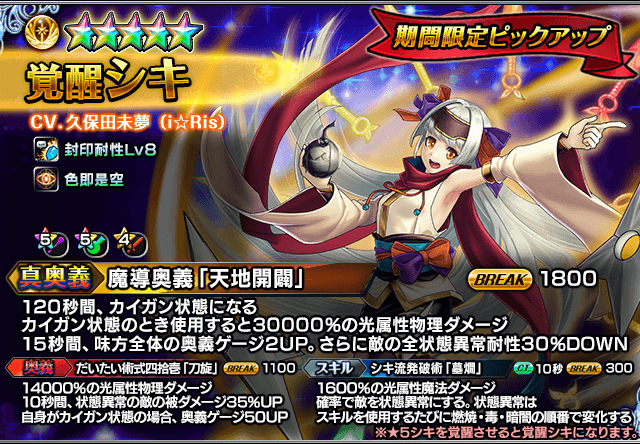 期間限定ピックアップ
覚醒シキ
CV.久保田未夢（i☆Ris）
封印耐性Lv8
色即是空
5 5 4
真奥義 魔導奥義「天地開闢」 BREAK 1800
120秒間、カイガン状態になる
カイガン状態のとき使用すると30000%の光属性物理ダメージ
15秒間、味方全体の奥義ゲージ2UP。さらに敵の全状態異常耐性30%DOWN
奥義 だいたい術式四拾壱「刀旋」 BREAK 1100
14000%の光属性物理ダメージ
10秒間、状態異常の敵の被ダメージ35%UP
自身がカイガン状態の場合、奥義ゲージ50UP
スキル シキ流発破術「墓燗」 CT 10秒 BREAK 300
1600%の光属性魔法ダメージ
確率で敵を状態異常にする。状態異常は
スキルを使用するたびに燃焼・毒・暗闇の順番で変化する
※★5シキを覚醒させると覚醒シキになります。